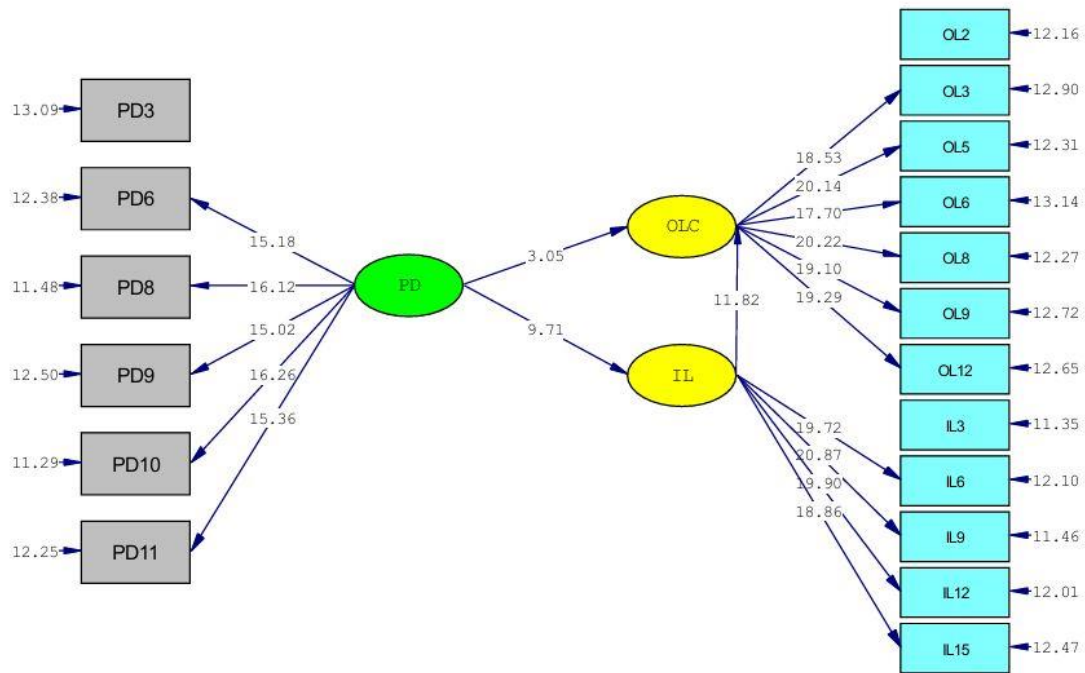 13.09 PD3
12.38 PD6
11.48 PD8
12.50 PD9
11.29 PD10
12.25 PD11
15.18
16.12
15.02
16.26
15.36
PD
3.05
9.71
OLC
11.82
IL
18.53
20.14
17.70
20.22
19.10
19.29
19.72
20.87
19.90
18.86
OL2 12.16
OL3 12.90
OL5 12.31
OL6 13.14
OL8 12.27
OL9 12.72
OL12 12.65
IL3 11.35
IL6 12.10
IL9 11.46
IL12 12.01
IL15 12.47